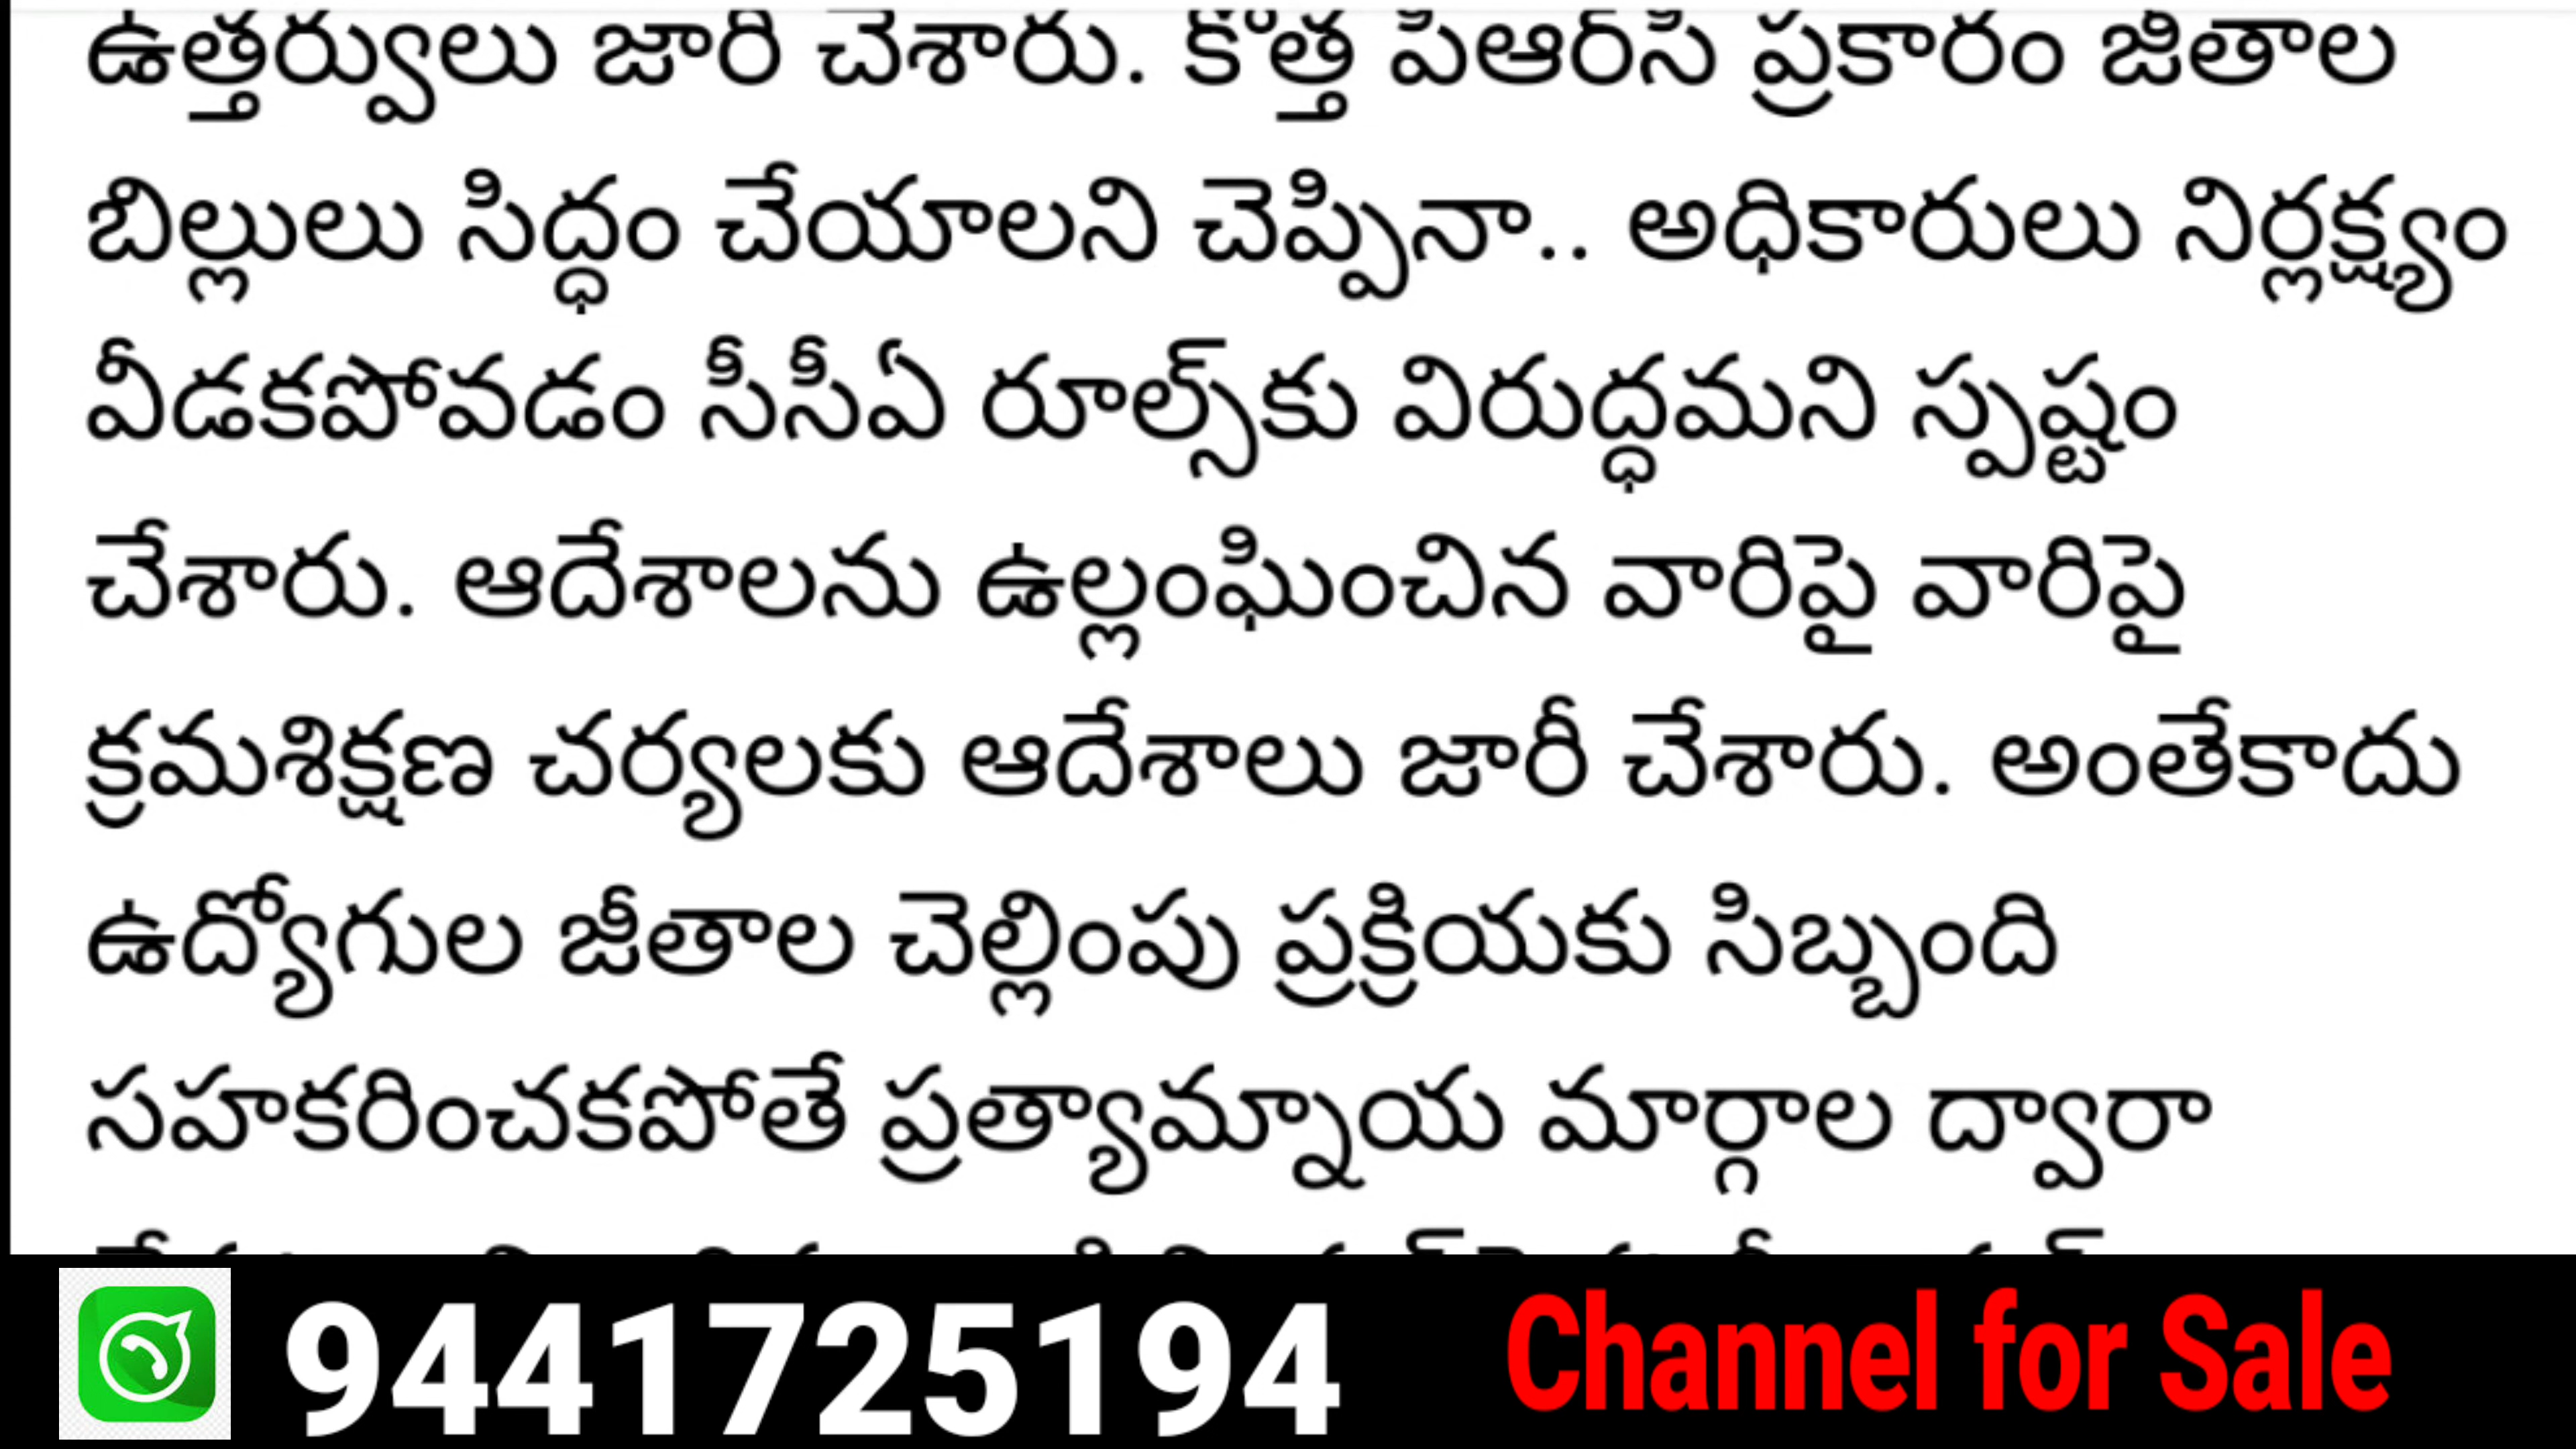 ఉత్తర్వులు జారీ చేశారు. కొత్త పీఆర్‌సీ ప్రకారం జీతాల
బిల్లులు సిద్ధం చేయాలని చెప్పినా.. అధికారులు నిర్లక్ష్యం
వీడకపోవడం సీసీఏ రూల్స్‌కు విరుద్ధమని స్పష్టం
చేశారు. ఆదేశాలను ఉల్లంఘించిన వారిపై వారిపై
క్రమశిక్షణ చర్యలకు ఆదేశాలు జారీ చేశారు. అంతేకాదు
ఉద్యోగుల జీతాల చెల్లింపు ప్రక్రియకు సిబ్బంది
సహకరించకపోతే ప్రత్యామ్నాయ మార్గాల ద్వారా
9441725194 Channel for Sale